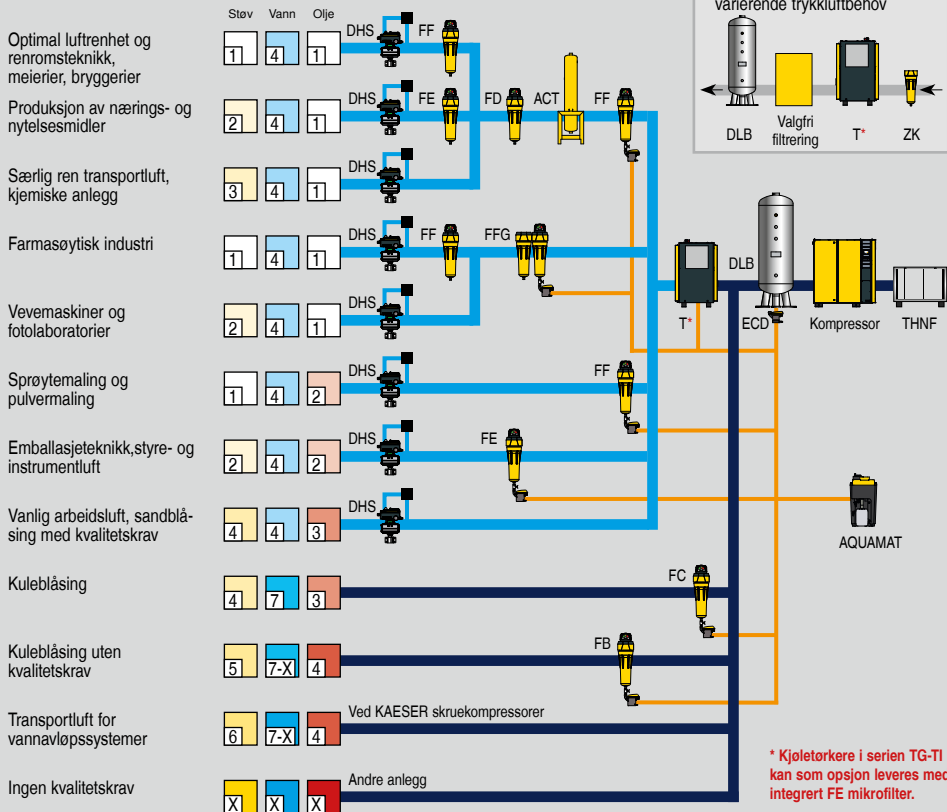 varierende trykkluftbehov
DLB Valgfri filtrering T* ZK
Støv Vann Olje
Optimal luftrenhet og
renromsteknikk,
meierier, bryggerier
1 4 1 DHS FF
Produksjon av nærings- og
nytelsesmidler
2 4 1 DHS FE FD ACT FF
Særlig ren transportluft,
kjemiske anlegg
3 4 1 DHS
Farmasøytisk industri
1 4 1 DHS FF FFG
Vevemaskiner og
fotolaboratorier
2 4 1 DHS
T* DLB ECD Kompressor THNF
Sprøytemaling og
pulvermaling
1 4 2 DHS FF
Emballasjeteknikk,styre- og
instrumentluft
2 4 2 DHS FE
Vanlig arbeidsluft, sandblå-
sing med kvalitetskrav
4 4 3 DHS
AQUAMAT
Kuleblåsing
4 7 3 FC
Kuleblåsing uten
kvalitetskrav
5 7-X 4 FB
Transportluft for
vannavløpssystemer
6 7-X 4 Ved KAESER skruekompressorer
Ingen kvalitetskrav
X X X Andre anlegg
* Kjøletørkere i serien TG-TI
kan som opsjon leveres med
integrert FE mikrofilter.